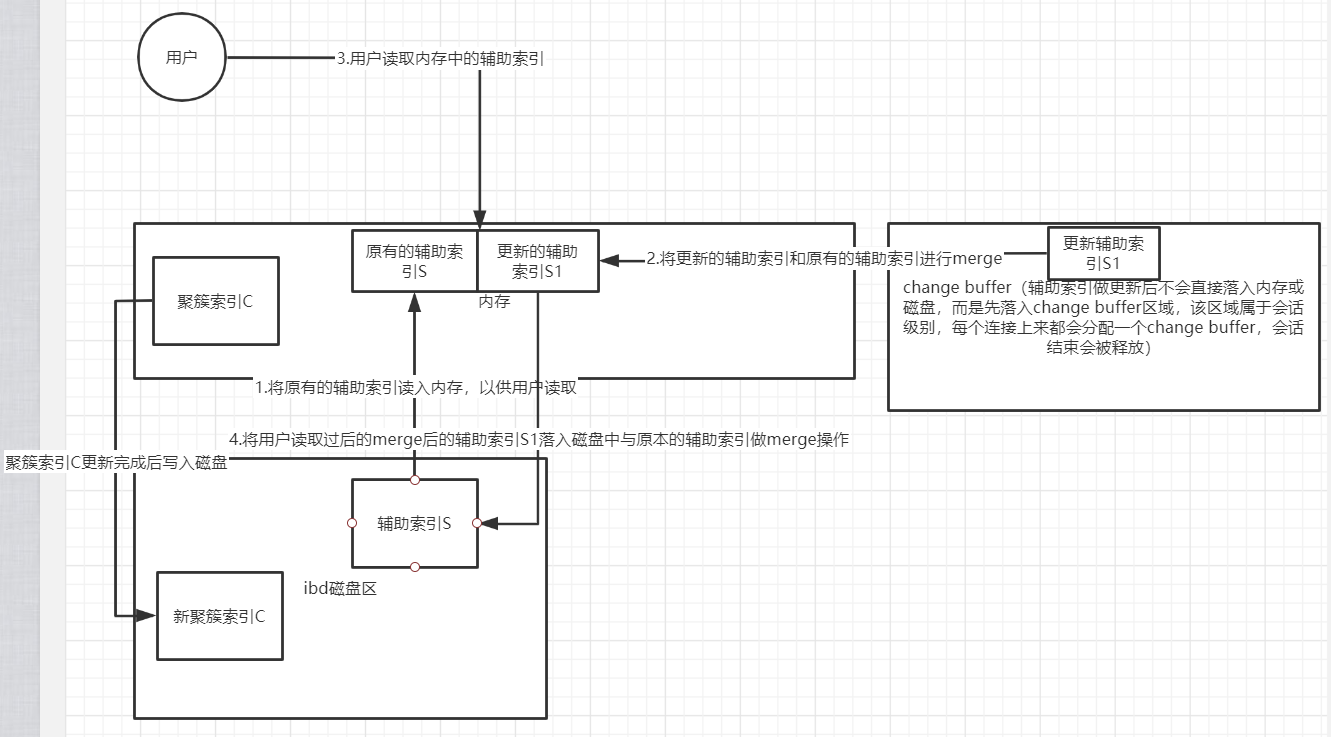 用户
3.用户读取内存中的辅助索引
原有的辅助索
引S
更新的辅助
索引S1
内存
聚簇索引C
2.将更新的辅助索引和原有的辅助索引进行merge
更新辅助索
引S1
change buffer（辅助索引做更新后不会直接落入内存或
磁盘，而是先落入change buffer区域，该区域属于会话
级别，每个连接上来都会分配一个change buffer，会话
结束会被释放）
1.将原有的辅助索引读入内存，以供用户读取
4.将用户读取过后的merge后的辅助索引S1落入磁盘中与原本的辅助索引做merge操作
聚簇索引C更新完成后写入磁盘
辅助索引S
ibd磁盘区
新聚簇索引C